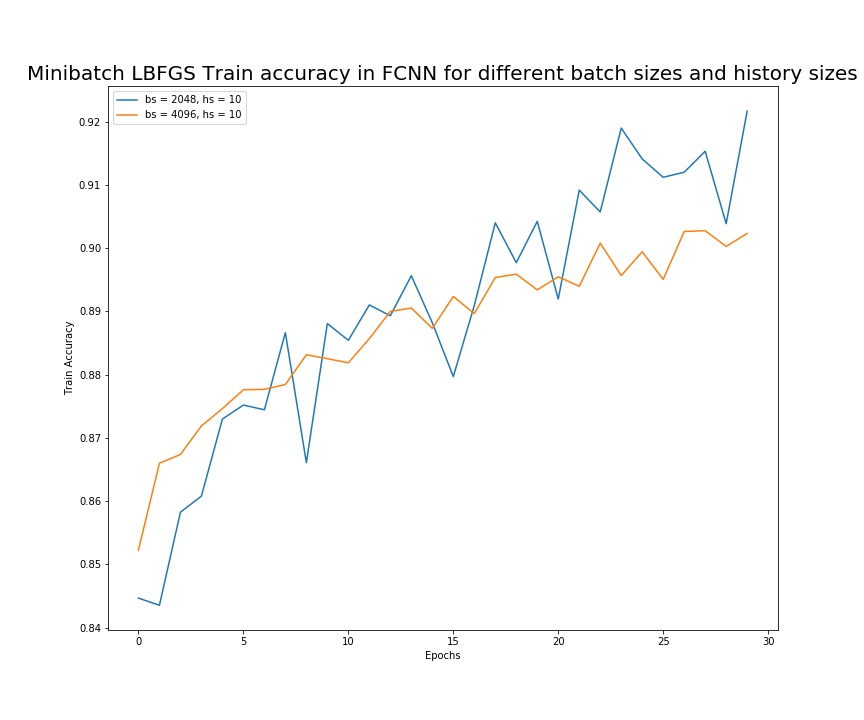 Minibatch LBFGS Train accuracy in FCNN for different batch sizes and history sizes
bs = 2048, hs = 10
bs = 4096, hs = 10
0.92
0.91
0.90
0.89
0.88
0.87
0.86
0.85
0.84
Train Accuracy
0 5 10 15 20 25 30
Epochs